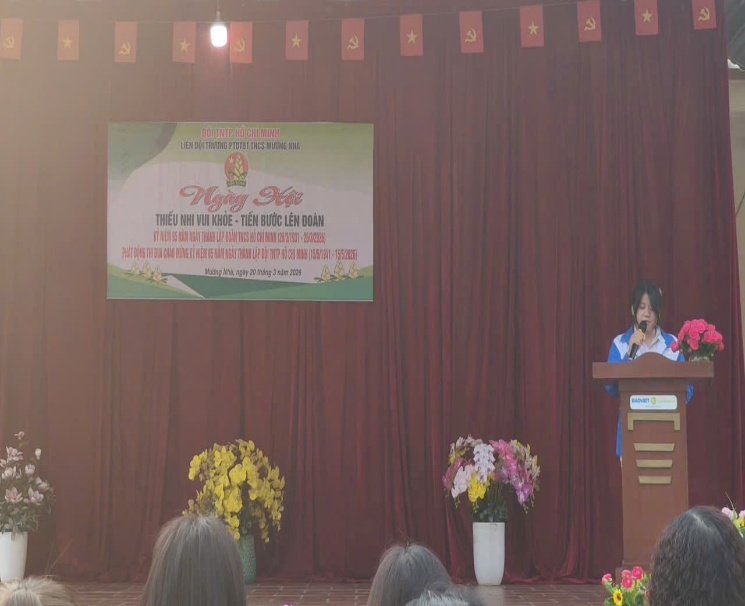 ĐỘI TNTP HỒ CHÍ MINH
LIÊN ĐỘI TRƯỜNG PTDTBT THCS MƯỜNG NHÀ
Ngày Hội
THIẾU NHI VUI KHỎE - TIẾN BƯỚC LÊN ĐOÀN
KỶ NIỆM 95 NĂM NGÀY THÀNH LẬP ĐOÀN TNCS HỒ CHÍ MINH (26/3/1931 - 26/3/2026)
PHÁT ĐỘNG THI ĐUA CHÀO MỪNG KỶ NIỆM 85 NĂM NGÀY THÀNH LẬP ĐỘI TNTP HỒ CHÍ MINH (15/5/1941 - 15/5/2026)
Mường Nhà, ngày 20 tháng 3 năm 2026
BAOVIET